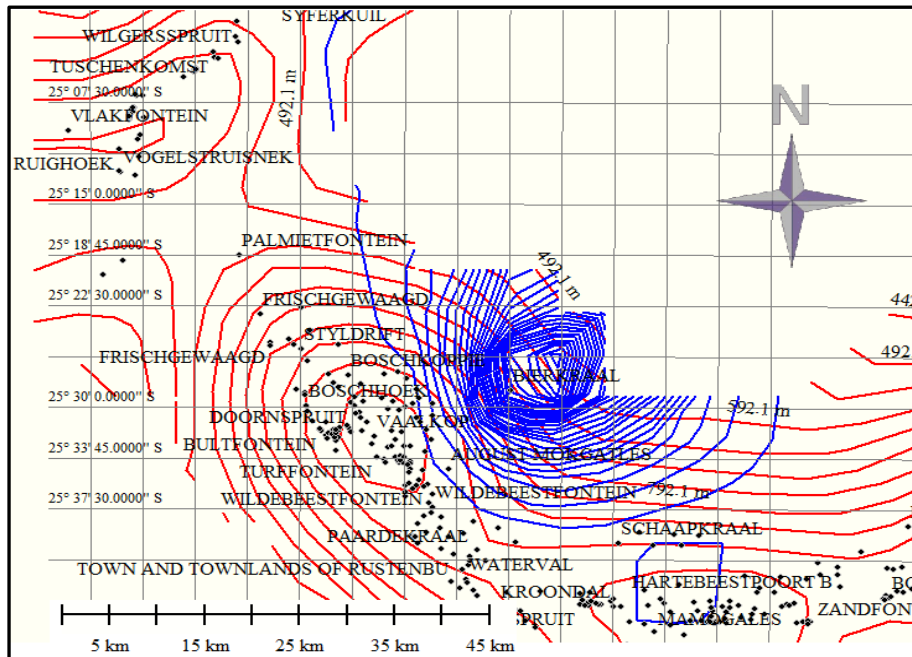 SYFERKUIL
WILGERSSPRUIT
TUSCHENKOMST
25° 07' 30.0000" S
492.1 m
N
VLAKFONTEIN
RUIGHOEK
VOGELSTRUISNEK
25° 15' 0.0000" S
PALMIETFONTEIN
25° 18' 45.0000" S
492.1 m
25° 22' 30.0000" S
FRISCHGEWAAGD
442
STYLDRIFT
492.
FRISCHGEWAAGD
BOSCHKOPPIE
BIERKRAAL
25° 30' 0.0000" S
BOSCHHOEK
592.1 m
DOORNSPRUIT
VAALKOP
25° 33' 45.0000" S
BULTFONTEIN
AUGUST MOKGATLES
TURFFONTEIN
25° 37' 30.0000" S
WILDEBEESTFONTEIN
WILDEBEESTFONTEIN
792.1 m
SCHAAPKRAAL
PAARDEKRAAL
TOWN AND TOWNLANDS OF RUSTENBU
WATERVAL
KROONDAL
HARTEBEESTPOORT B
BO
SPRUIT
MAMOGALES
ZANDFON
5 km
15 km
25 km
35 km
45 km